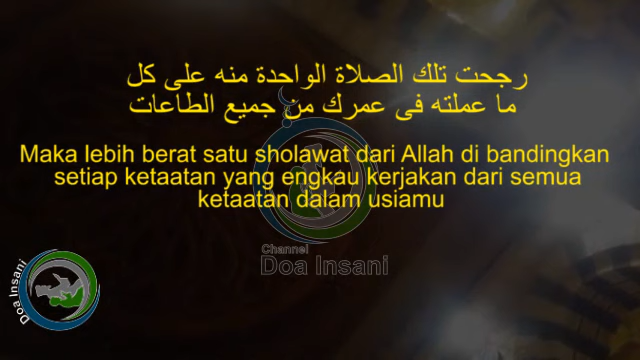 رجحت تلك الصلاة الواحدة منه على كل
ما عملته فى عمرك من جميع الطاعات
Maka lebih berat satu sholawat dari Allah di bandingkan
setiap ketaatan yang engkau kerjakan dari semua
ketaatan dalam usiamu
Channel
Doa Insani
Doa Insani